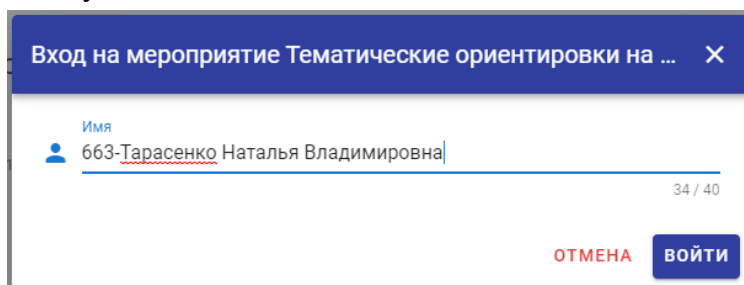 Вход на мероприятие Тематические ориентировки на ...
Имя
663-Тарасенко Наталья Владимировна
34 / 40
ОТМЕНА ВОЙТИ